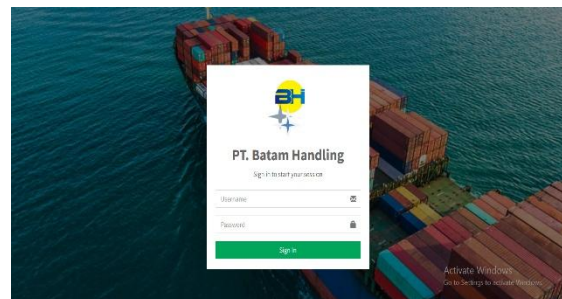 BH
PT. Batam Handling
Sign in to start your session
Username
Password
Sign In
Activate Windows
Go to Settings to activate Windows.